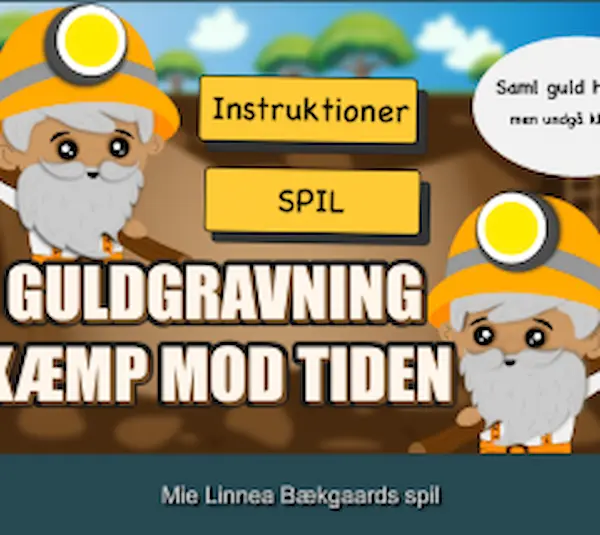 Instruktioner
Saml guld
men undgå
SPIL
GULDGRAVNING
KÆMP MOD TIDEN
Mie Linnea Bækgaards spil